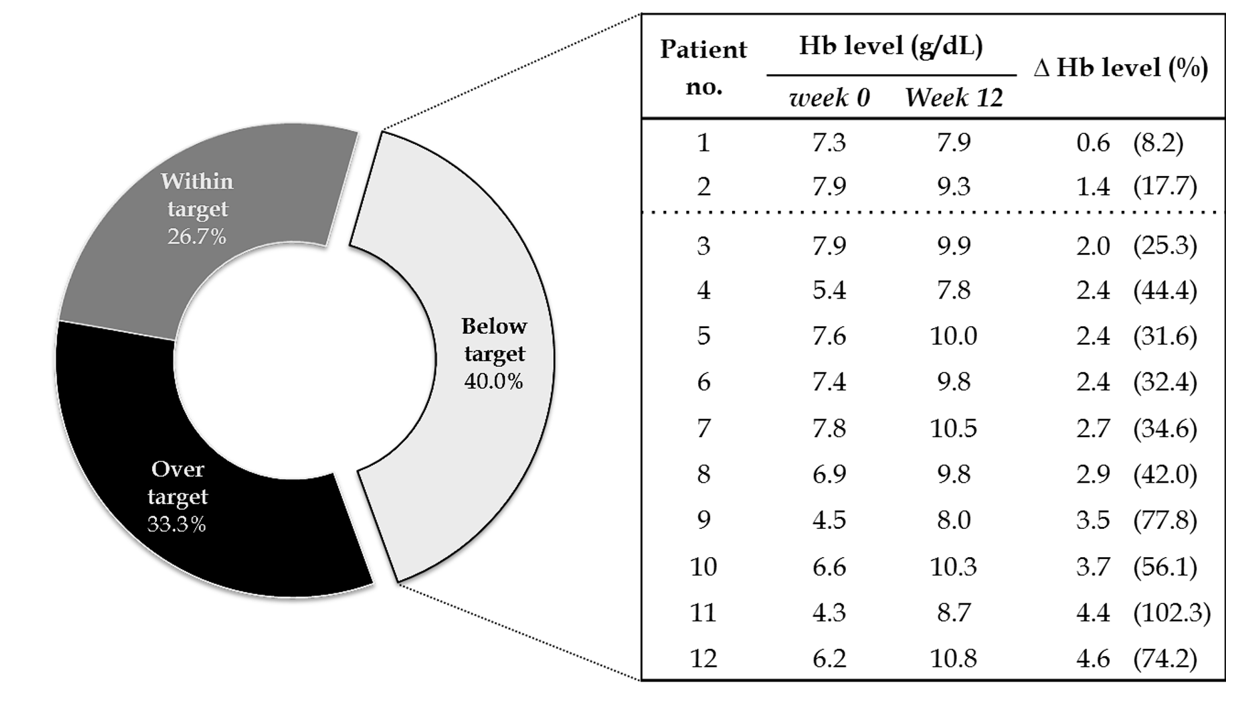 Within
target
26.7%
Below
target
40.0%
Over
target
33.3%
Patient no. Hb level (g/dL) Δ Hb level (%)
week 0 Week 12
1 7.3 7.9 0.6 (8.2)
2 7.9 9.3 1.4 (17.7)
3 7.9 9.9 2.0 (25.3)
4 5.4 7.8 2.4 (44.4)
5 7.6 10.0 2.4 (31.6)
6 7.4 9.8 2.4 (32.4)
7 7.8 10.5 2.7 (34.6)
8 6.9 9.8 2.9 (42.0)
9 4.5 8.0 3.5 (77.8)
10 6.6 10.3 3.7 (56.1)
11 4.3 8.7 4.4 (102.3)
12 6.2 10.8 4.6 (74.2)